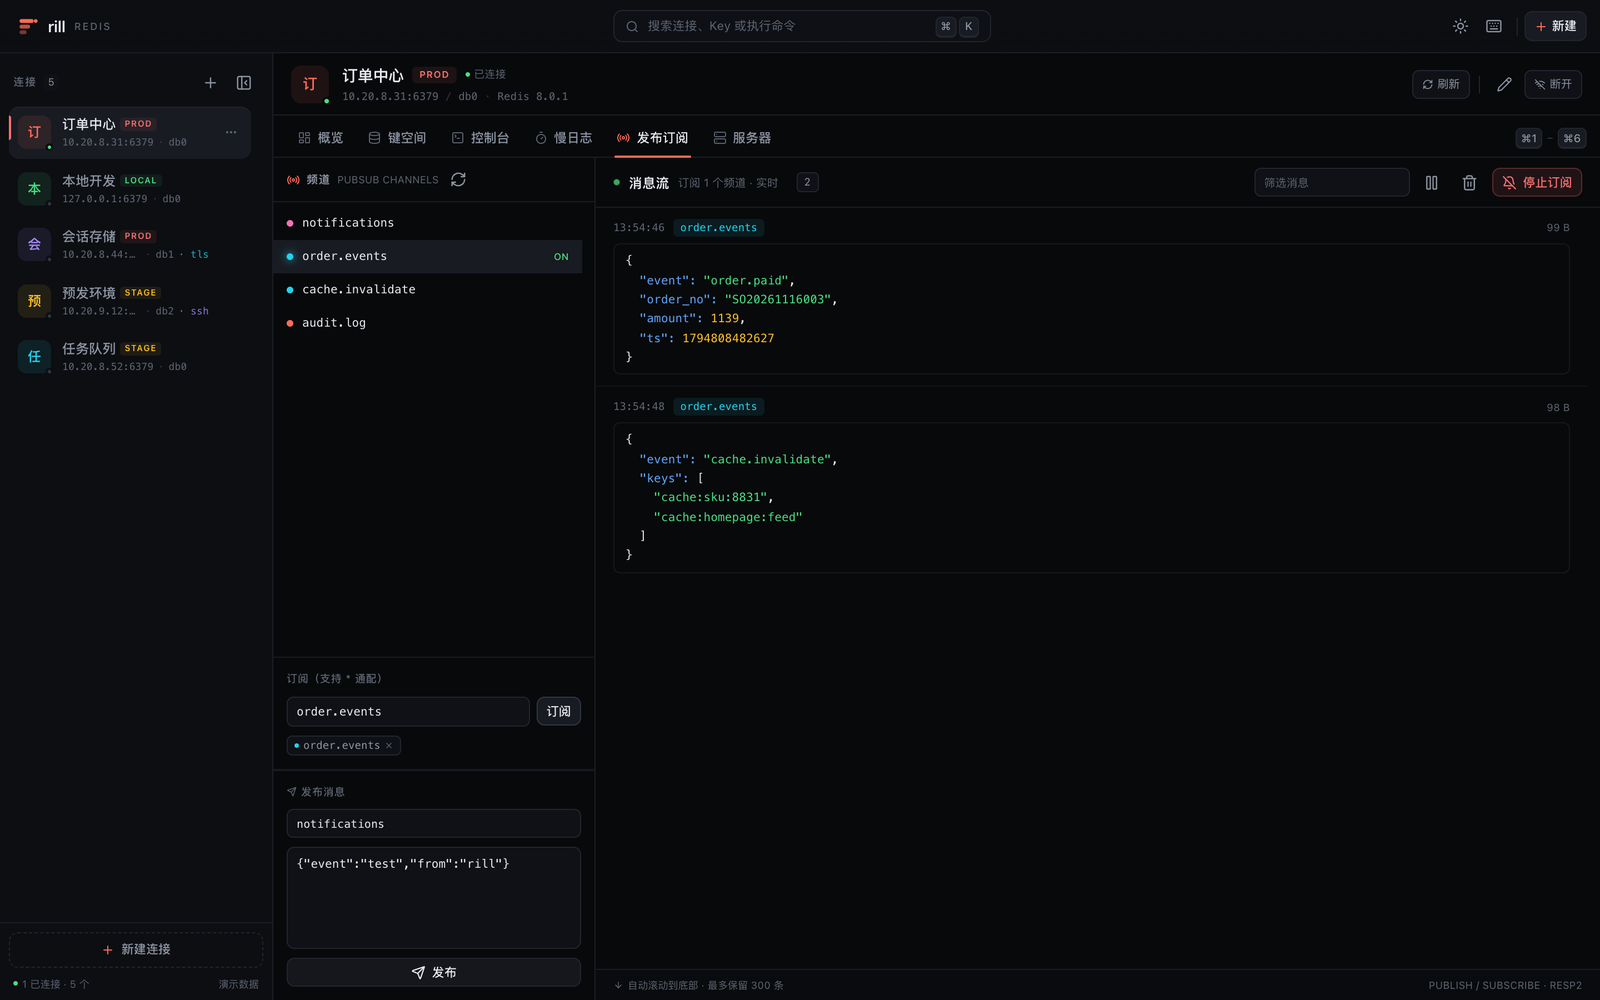 rill REDIS
搜索连接、Key 或执行命令
⌘ K
+ 新建
连接 5
订
订单中心 PROD
10.20.8.31:6379 · db0
本
本地开发 LOCAL
127.0.0.1:6379 · db0
会
会话存储 PROD
10.20.8.44:… · db1 · tls
预
预发环境 STAGE
10.20.9.12:… · db2 · ssh
任
任务队列 STAGE
10.20.8.52:6379 · db0
+ 新建连接
1 已连接 · 5 个
演示数据
订
订单中心 PROD 已连接
10.20.8.31:6379 / db0 · Redis 8.0.1
刷新
断开
概览
键空间
控制台
慢日志
发布订阅
服务器
⌘1 – ⌘6
频道 PUBSUB CHANNELS
notifications
order.events ON
cache.invalidate
audit.log
订阅 (支持 * 通配)
order.events
订阅
order.events ×
发布消息
notifications
{"event":"test","from":"rill"}
发布
消息流 订阅 1 个频道 · 实时 2
筛选消息
停止订阅
13:54:46 order.events 99 B
{
"event": "order.paid",
"order_no": "SO20261116003",
"amount": 1139,
"ts": 1794808482627
}
13:54:48 order.events 98 B
{
"event": "cache.invalidate",
"keys": [
"cache:sku:8831",
"cache:homepage:feed"
]
}
↓ 自动滚动到底部 · 最多保留 300 条
PUBLISH / SUBSCRIBE · RESP2